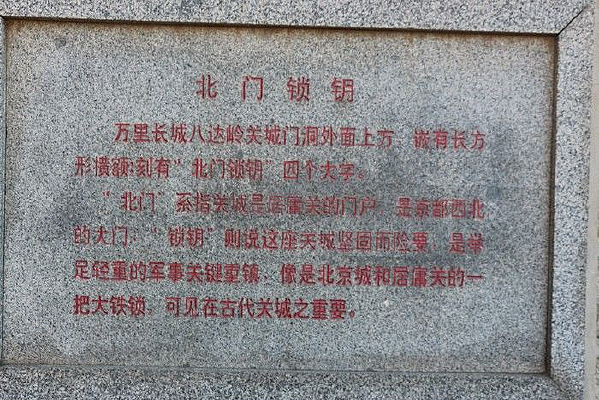 北门锁钥
万里长城八达岭关城门洞外面上方，嵌有长方
形横额：刻有"北门锁钥"四个大字。
"北门"系指关城是居庸关的门户，是京都西北
的大门；"锁钥"则说这座关城坚固而险要，是举
足轻重的军事关键重镇，像是北京城和居庸关的一
把大铁锁，可见在古代关城之重要。